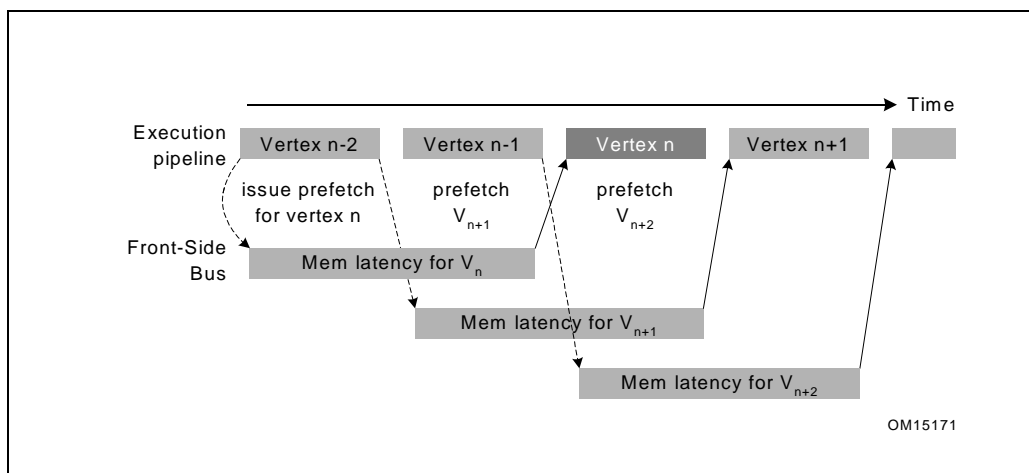 Time
Execution
pipeline
Vertex n-2
Vertex n-1
Vertex n
Vertex n+1
issue prefetch
for vertex n
prefetch
Vn+1
prefetch
Vn+2
Front-Side
Bus
Mem latency for Vn
Mem latency for Vn+1
Mem latency for Vn+2
OM15171